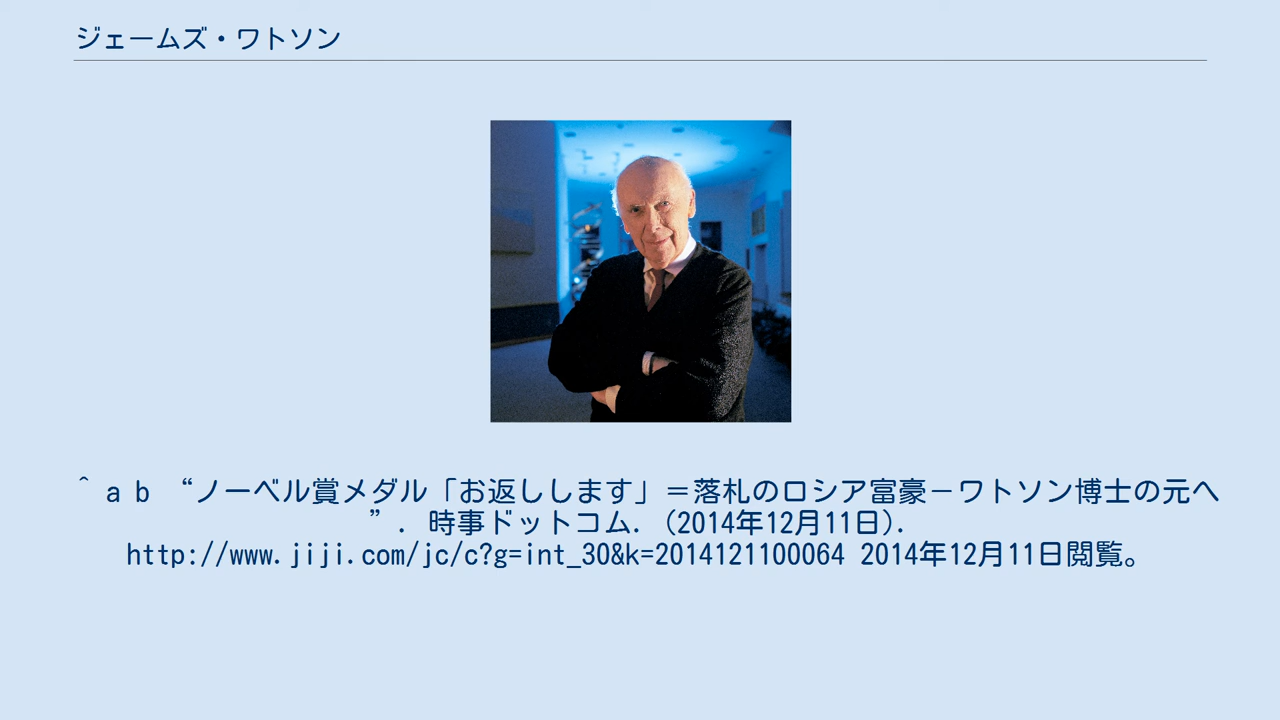 ジェームズ・ワトソン
^ a b “ノーベル賞メダル「お返しします」＝落札のロシア富豪－ワトソン博士の元へ
”. 時事ドットコム. (2014年12月11日).
http://www.jiji.com/jc/c?g=int_30&k=2014121100064 2014年12月11日閲覧。